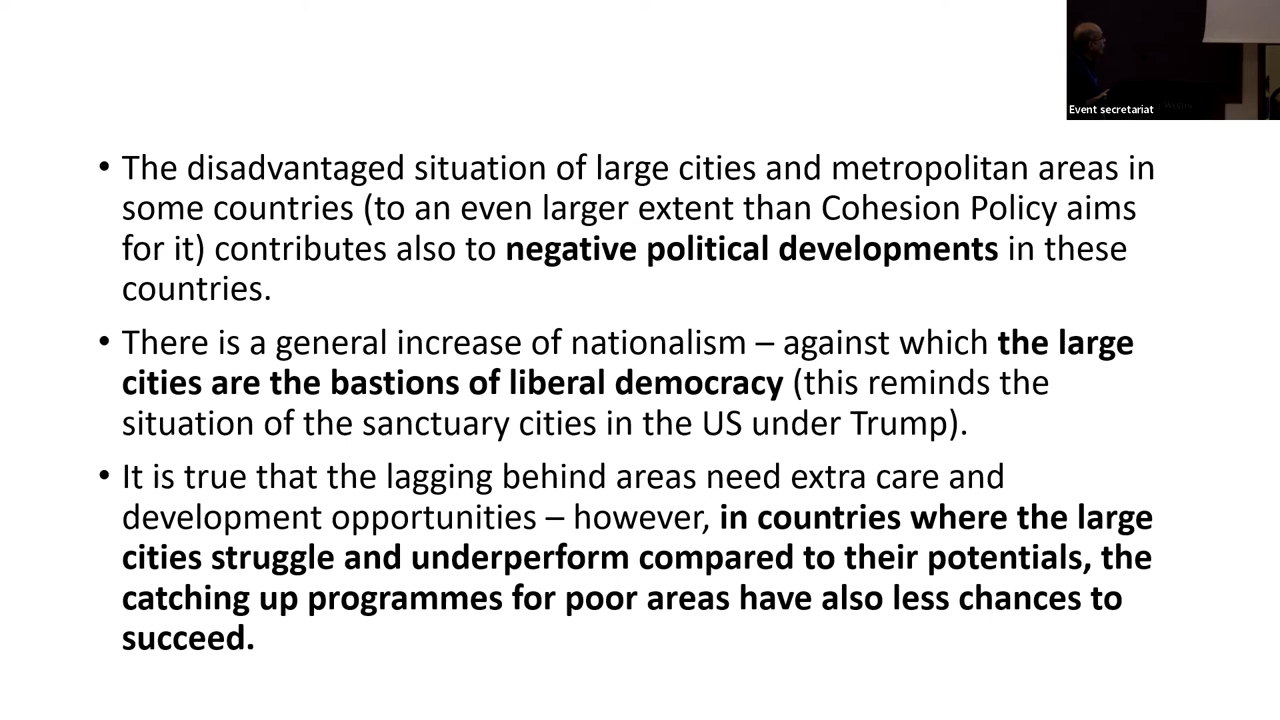 Event secretariat
• The disadvantaged situation of large cities and metropolitan areas in
some countries (to an even larger extent than Cohesion Policy aims
for it) contributes also to negative political developments in these
countries.
• There is a general increase of nationalism – against which the large
cities are the bastions of liberal democracy (this reminds the
situation of the sanctuary cities in the US under Trump).
• It is true that the lagging behind areas need extra care and
development opportunities – however, in countries where the large
cities struggle and underperform compared to their potentials, the
catching up programmes for poor areas have also less chances to
succeed.